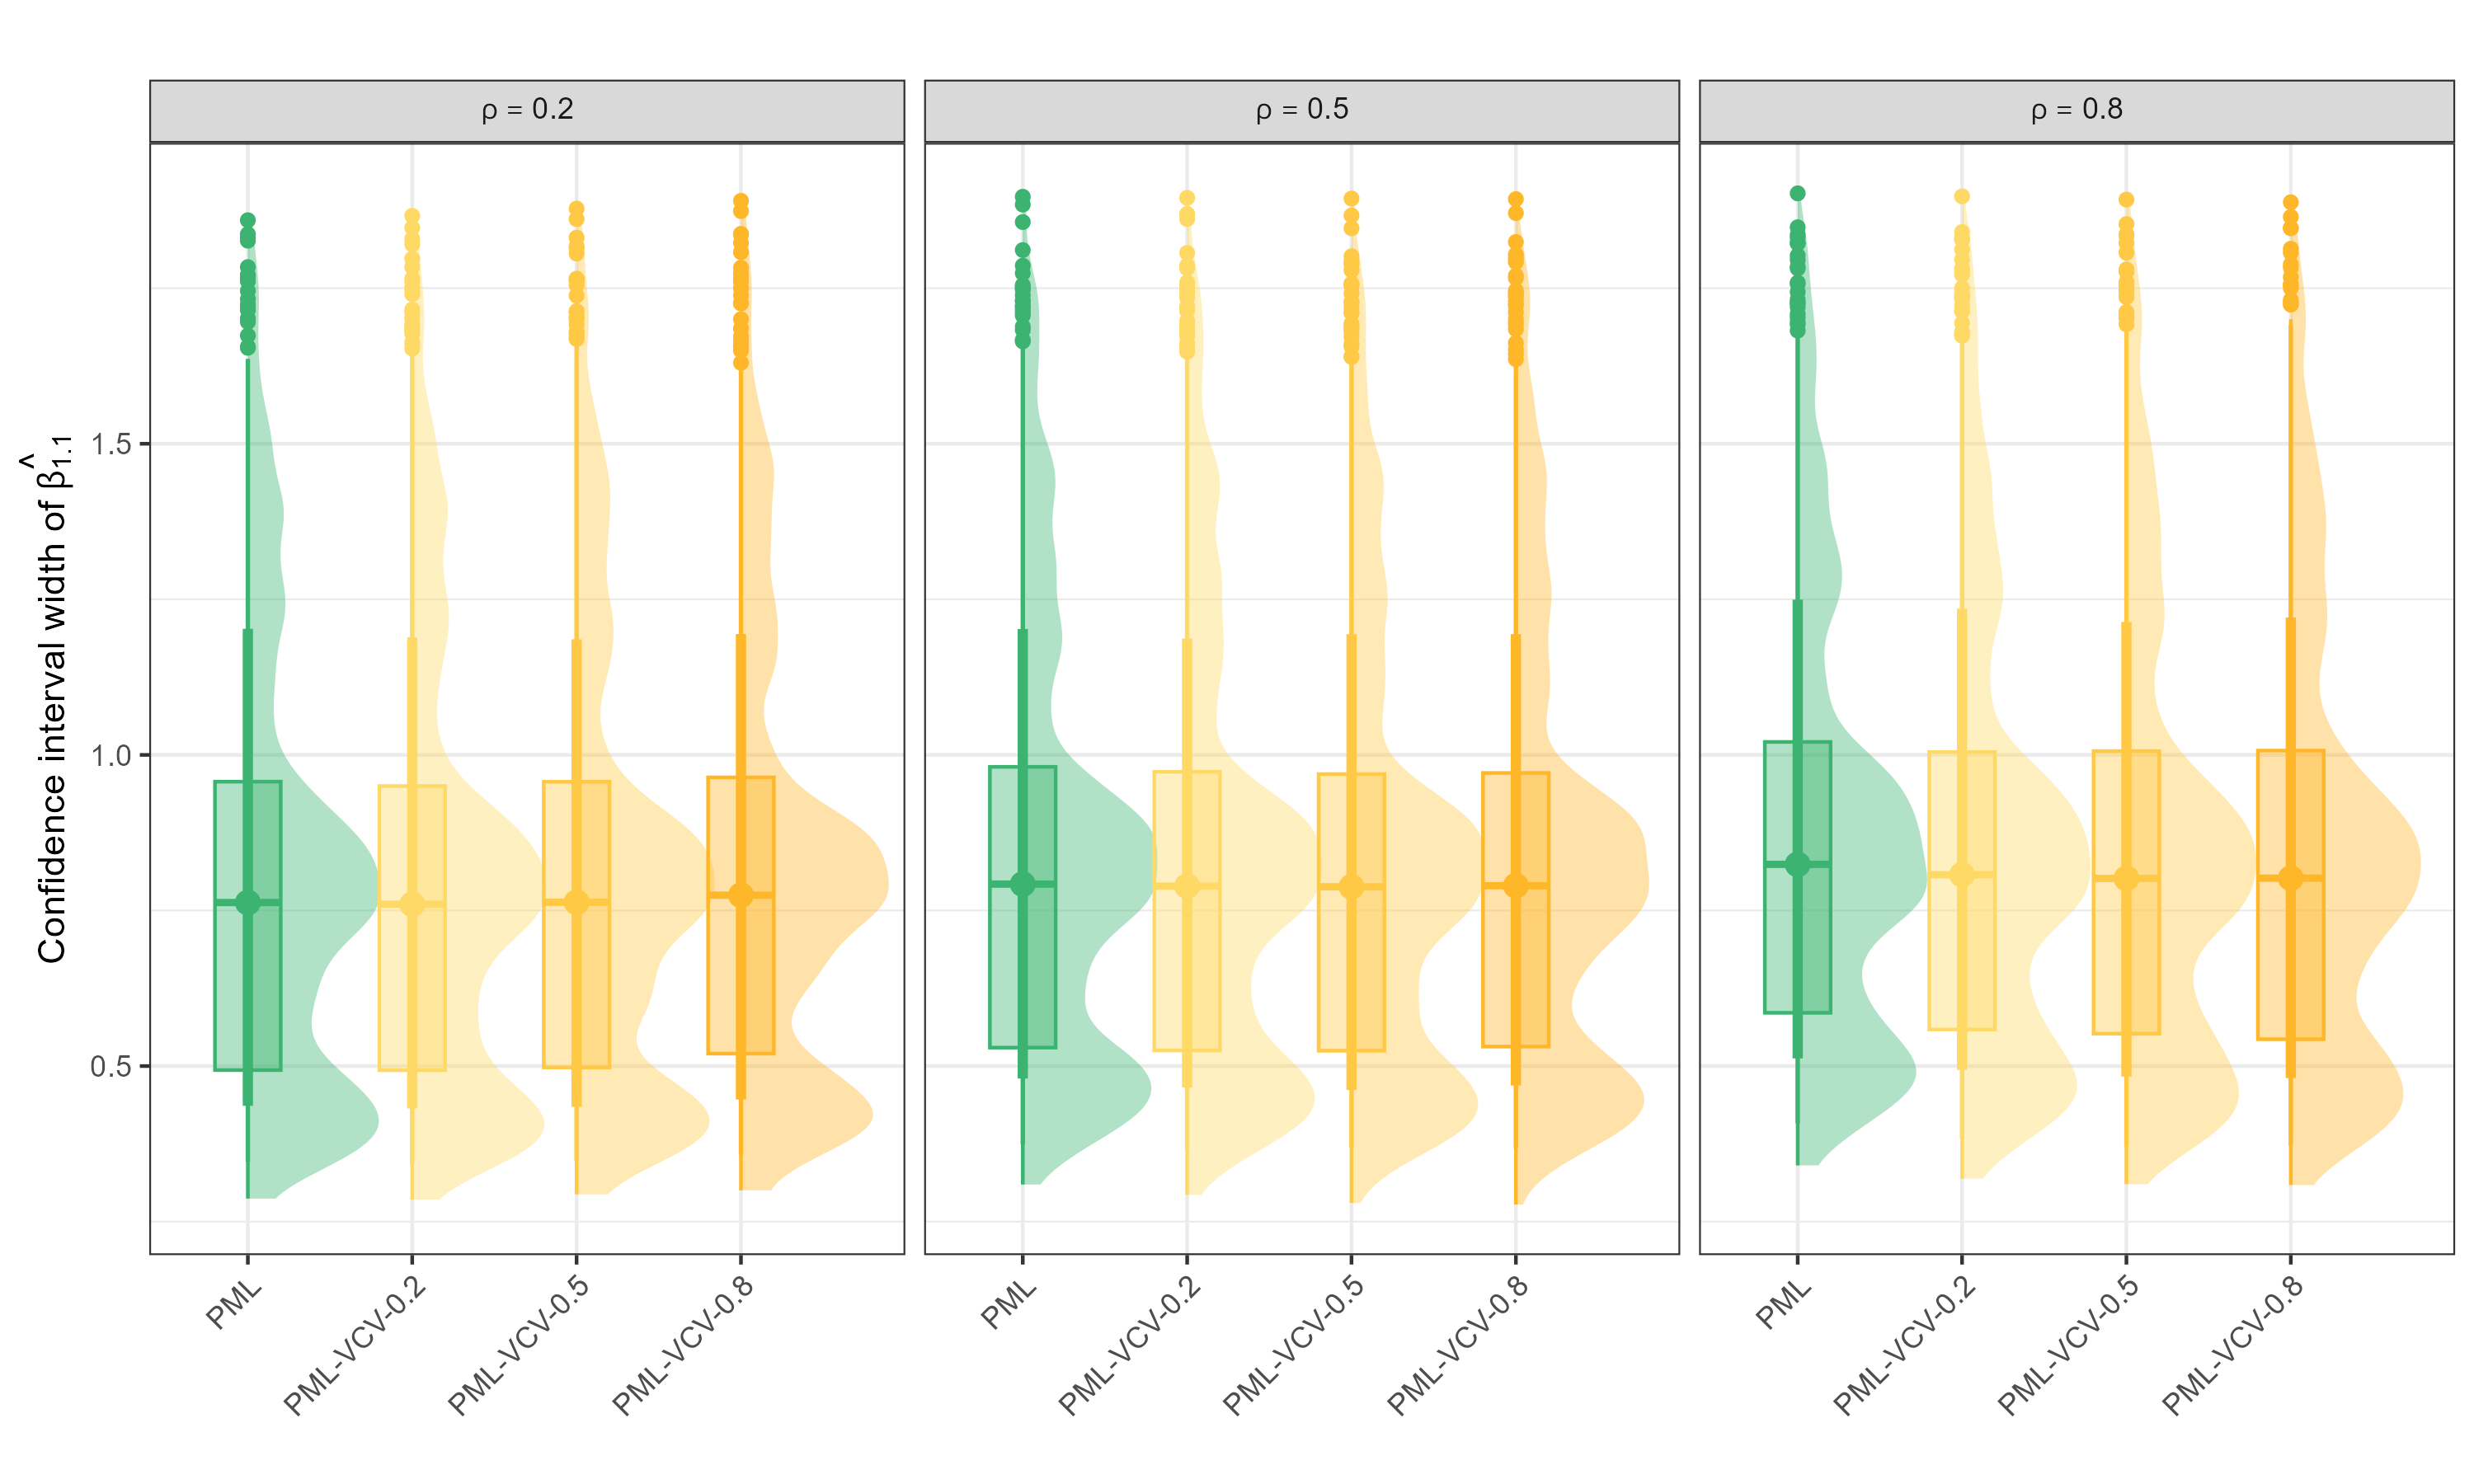 ρ = 0.2
ρ = 0.5
ρ = 0.8
Confidence interval width of β̂1.1
1.5
1.0
0.5
PML
PML-VCV-0.2
PML-VCV-0.5
PML-VCV-0.8
PML
PML-VCV-0.2
PML-VCV-0.5
PML-VCV-0.8
PML
PML-VCV-0.2
PML-VCV-0.5
PML-VCV-0.8